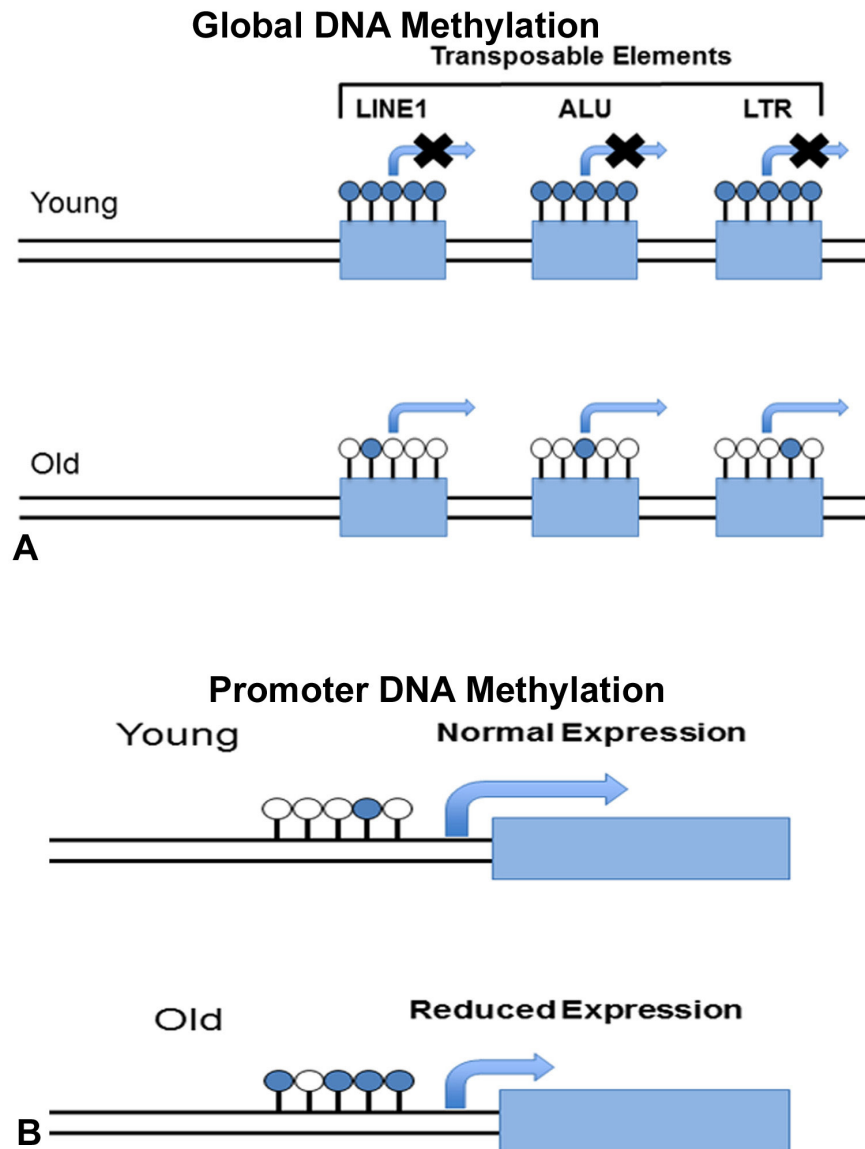 Global DNA Methylation
Transposable Elements
LINE1 ALU LTR
Young
Old
A
Promoter DNA Methylation
Young Normal Expression
Old Reduced Expression
B